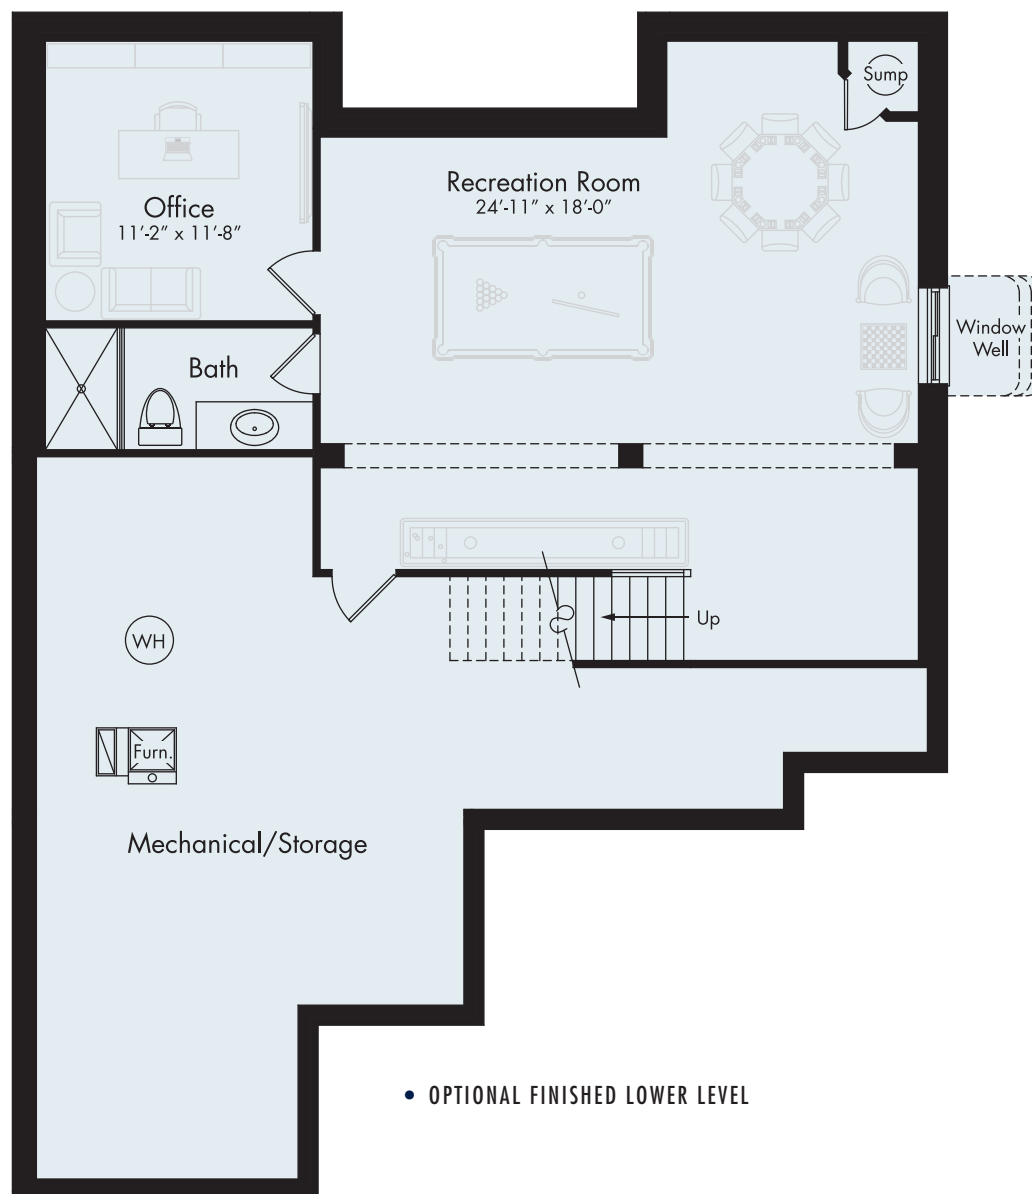 Sump
Recreation Room
24'-11" x 18'-0"
Office
11'-2" x 11'-8"
Window
Well
Bath
Up
WH
Furn.
Mechanical/Storage
• OPTIONAL FINISHED LOWER LEVEL